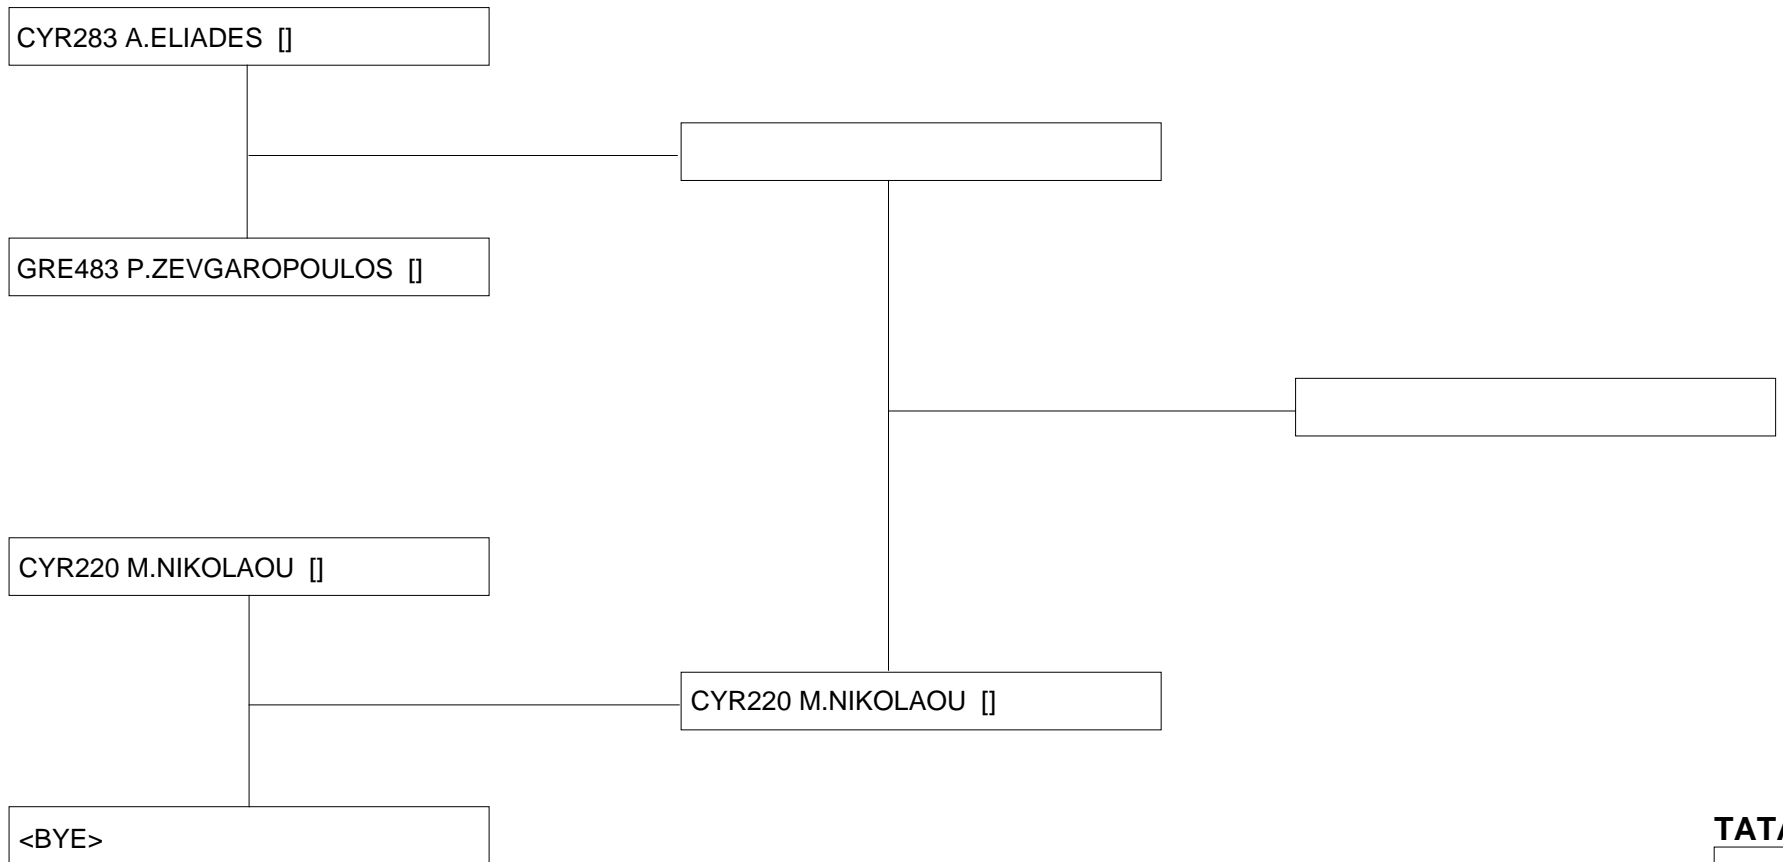 CYR283 A.ELIADES []
GRE483 P.ZEVGAROPOULOS []
CYR220 M.NIKOLAOU []
CYR220 M.NIKOLAOU []
<BYE>